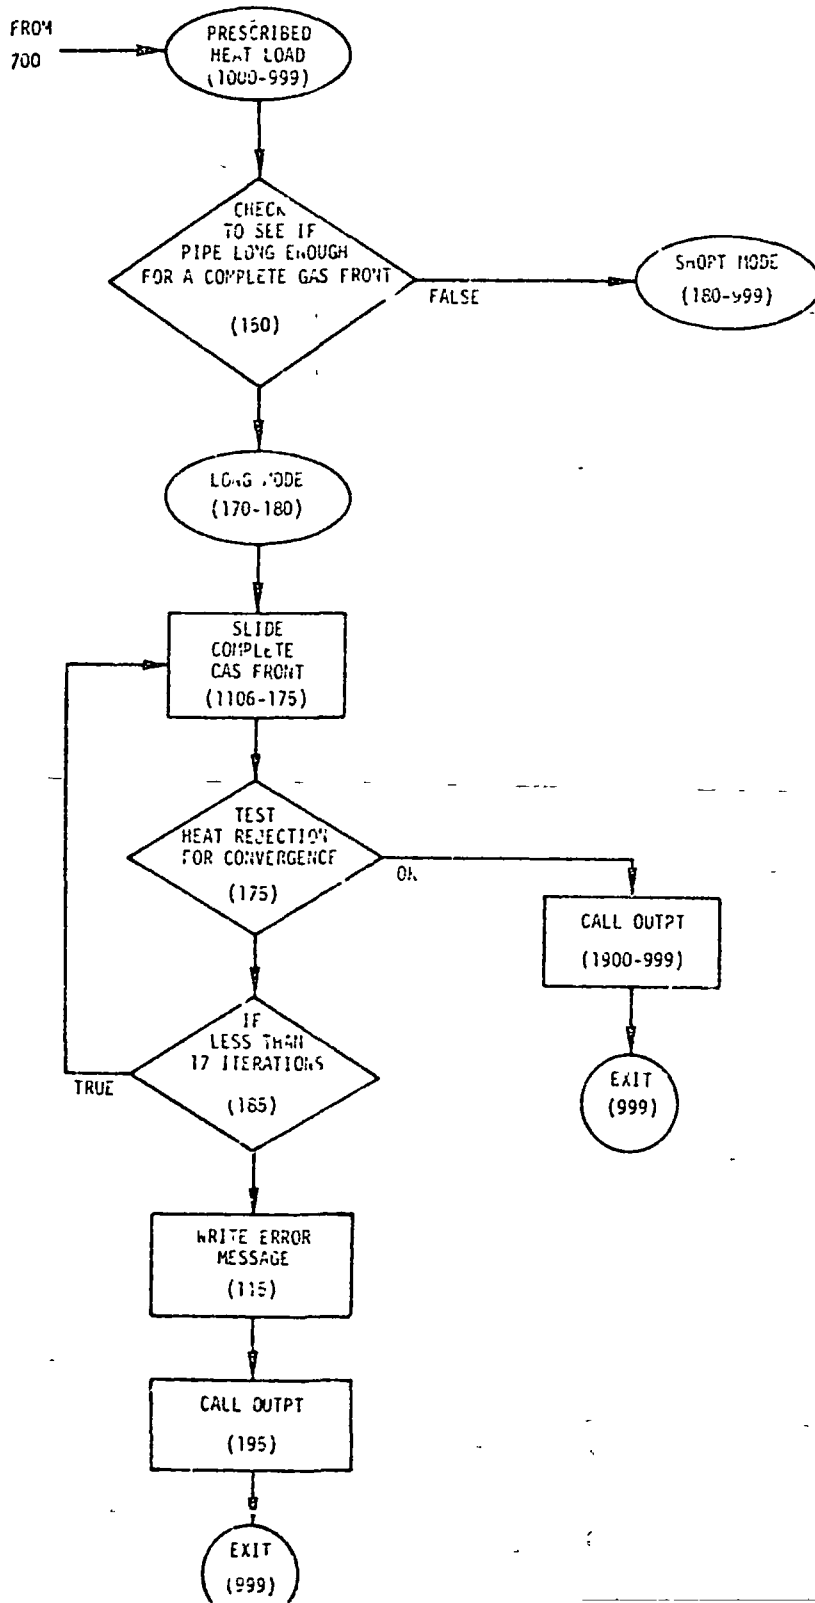 FROM
700
PRESCRIBED
HEAT LOAD
(1000-999)
CHECK
TO SEE IF
PIPE LONG ENOUGH
FOR A COMPLETE GAS FRONT
(150)
FALSE
SHORT MODE
(180-999)
LONG MODE
(170-180)
SLIDE
COMPLETE
GAS FRONT
(1106-175)
TEST
HEAT REJECTION
FOR CONVERGENCE
(175)
OK
CALL OUTPT
(1900-999)
EXIT
(999)
IF
LESS THAN
17 ITERATIONS
(185)
TRUE
WRITE ERROR
MESSAGE
(115)
CALL OUTPT
(195)
EXIT
(999)